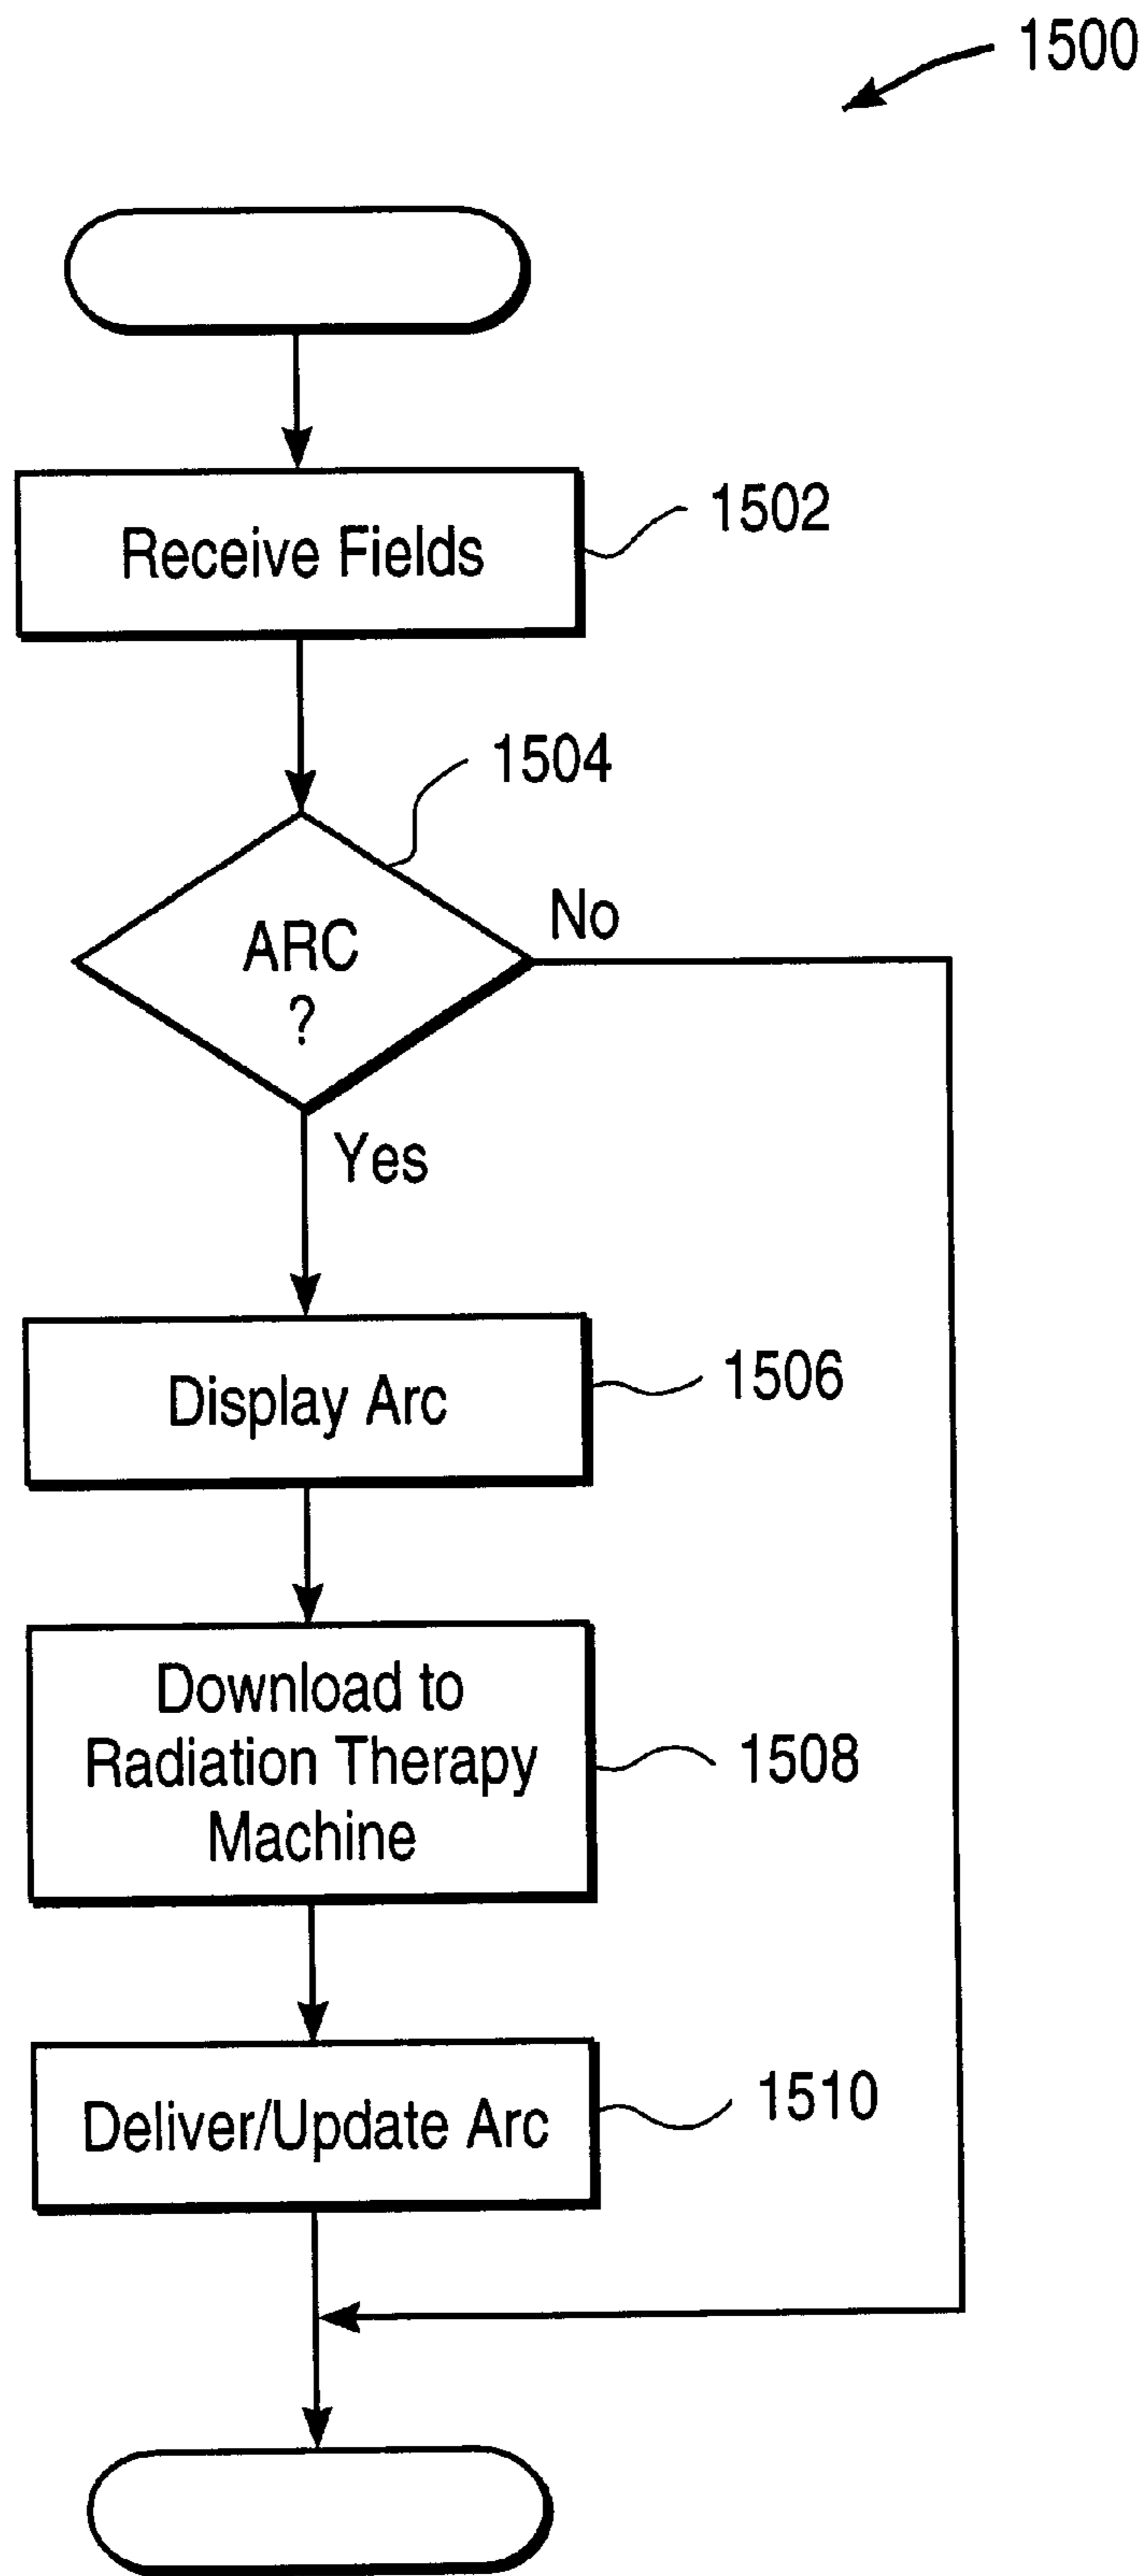 1500
Receive Fields
1502
1504
ARC
?
No
Yes
Display Arc
1506
Download to
Radiation Therapy
Machine
1508
Deliver/Update Arc
1510